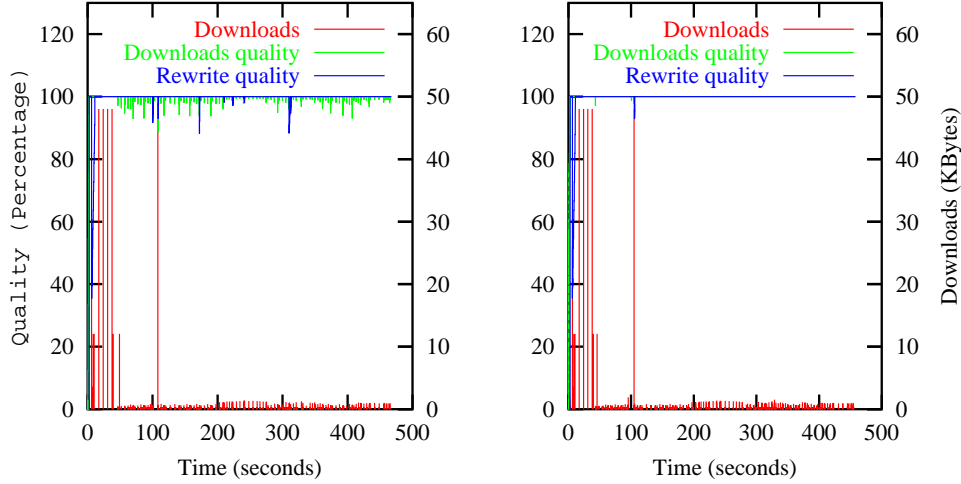 Downloads
Downloads quality
Rewrite quality
120
100
80
60
40
20
0
60
50
40
30
20
10
0
0 100 200 300 400 500
Time (seconds)
Quality (Percentage)
Downloads
Downloads quality
Rewrite quality
120
100
80
60
40
20
0
60
50
40
30
20
10
0
0 100 200 300 400 500
Time (seconds)
Downloads (KBytes)